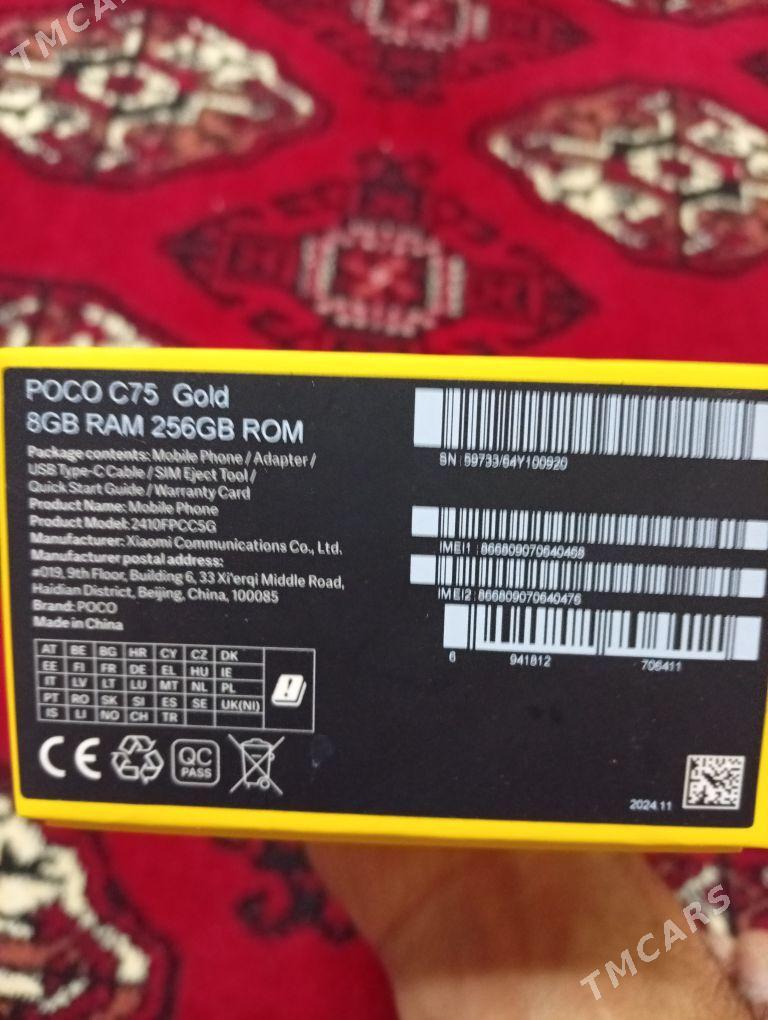 TMCARS
POCO C75 Gold
8GB RAM 256GB ROM
Package contents: Mobile Phone / Adapter /
USB Type-C Cable / SIM Eject Tool /
Quick Start Guide / Warranty Card
Product Name: Mobile Phone
Product Model: 2410FPCC5G
Manufacturer: Xiaomi Communications Co., Ltd.
Manufacturer postal address:
#019, 9th Floor, Building 6, 33 Xi'erqi Middle Road,
Haidian District, Beijing, China, 100085
Brand: POCO
Made in China
SN : 59733/64Y100920
IMEI1 : 866809070640468
IMEI2 : 866809070640476
6 941812 706411
AT BE BG HR CY CZ DK
EE FI FR DE EL HU IE
IT LV LT LU MT NL PL
PT RO SK SI ES SE UK(NI)
IS LI NO CH TR
CE
QC
PASS
2024.11
TMCARS